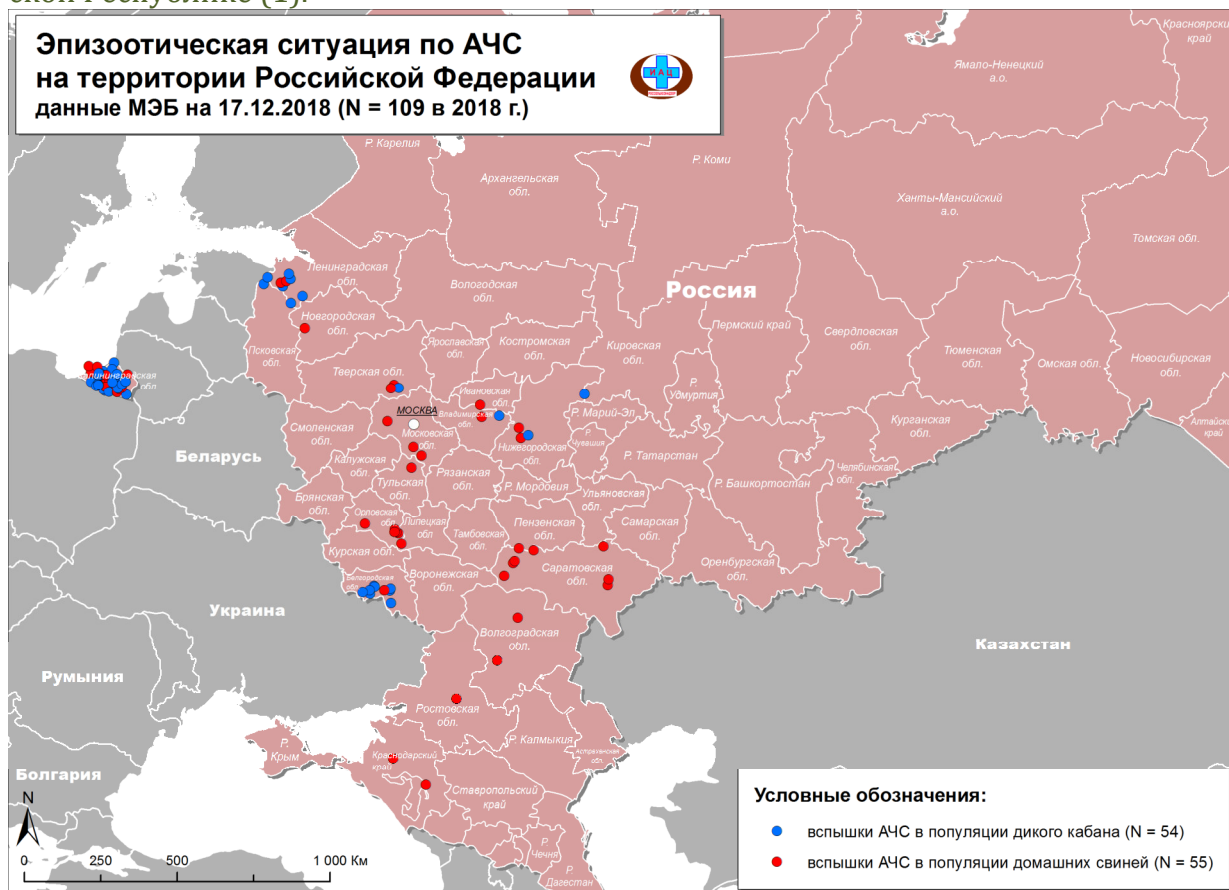 ской Республике (1).
Эпизоотическая ситуация по АЧС
на территории Российской Федерации
данные МЭБ на 17.12.2018 (N = 109 в 2018 г.)
ИАЦ
Красноярский
край
Ямало-Ненецкий
а.о.
Р. Карелия
Р. Коми
Архангельская
обл.
Ханты-Мансийский
а.о.
Томская обл.
Ленинградская
обл.
Вологодская
обл.
Россия
Новгородская
обл.
Пермский край
Свердловская
обл.
Псковская
обл.
Ярославская
обл.
Костромская
обл.
Кировская
обл.
Тюменская
обл.
Омская обл.
Новосибирская
обл.
Калининградская
обл.
Тверская обл.
Ивановская
обл.
Р.
Удмуртия
МОСКВА
Владимирская
обл.
Р. Марий-Эл
Курганская
обл.
Алтайский
край
Смоленская
обл.
Московская
обл.
Нижегородская
обл.
Р.
Чувашия
Беларусь
Калужская
обл.
Рязанская
обл.
Р. Татарстан
Челябинская
обл.
Тульская
обл.
Р. Мордовия
Ульяновская
обл.
Р. Башкортостан
Брянская
обл.
Орловская
обл.
Липецкая
обл.
Тамбовская
обл.
Пензенская
обл.
Самарская
обл.
Курская обл.
Оренбургская
обл.
Белгородская
Воронежская
обл.
Саратовская
обл.
Украина
Волгоградская
обл.
Казахстан
Румыния
Ростовская
обл.
Р. Калмыкия
Астраханская
обл.
Р.
Крым
Краснодарский
край
Болгария
Ставропольский
край
Р.
Чечня
Р.
Дагестан
N
0 250 500 1 000 Км
Условные обозначения:
вспышки АЧС в популяции дикого кабана (N = 54)
вспышки АЧС в популяции домашних свиней (N = 55)